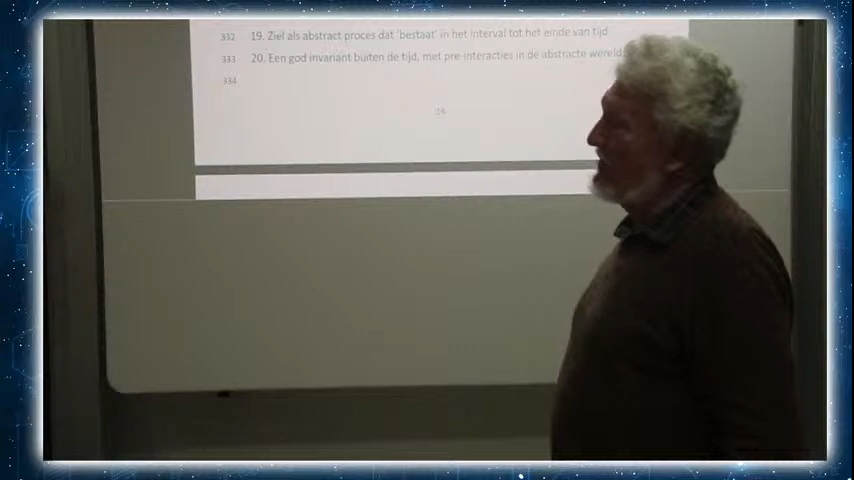 332 19. Ziel als abstract proces dat 'bestaat' in het interval tot het einde van tijd
333 20. Een god invariant buiten de tijd, met pre-interacties in de abstracte wereld
334